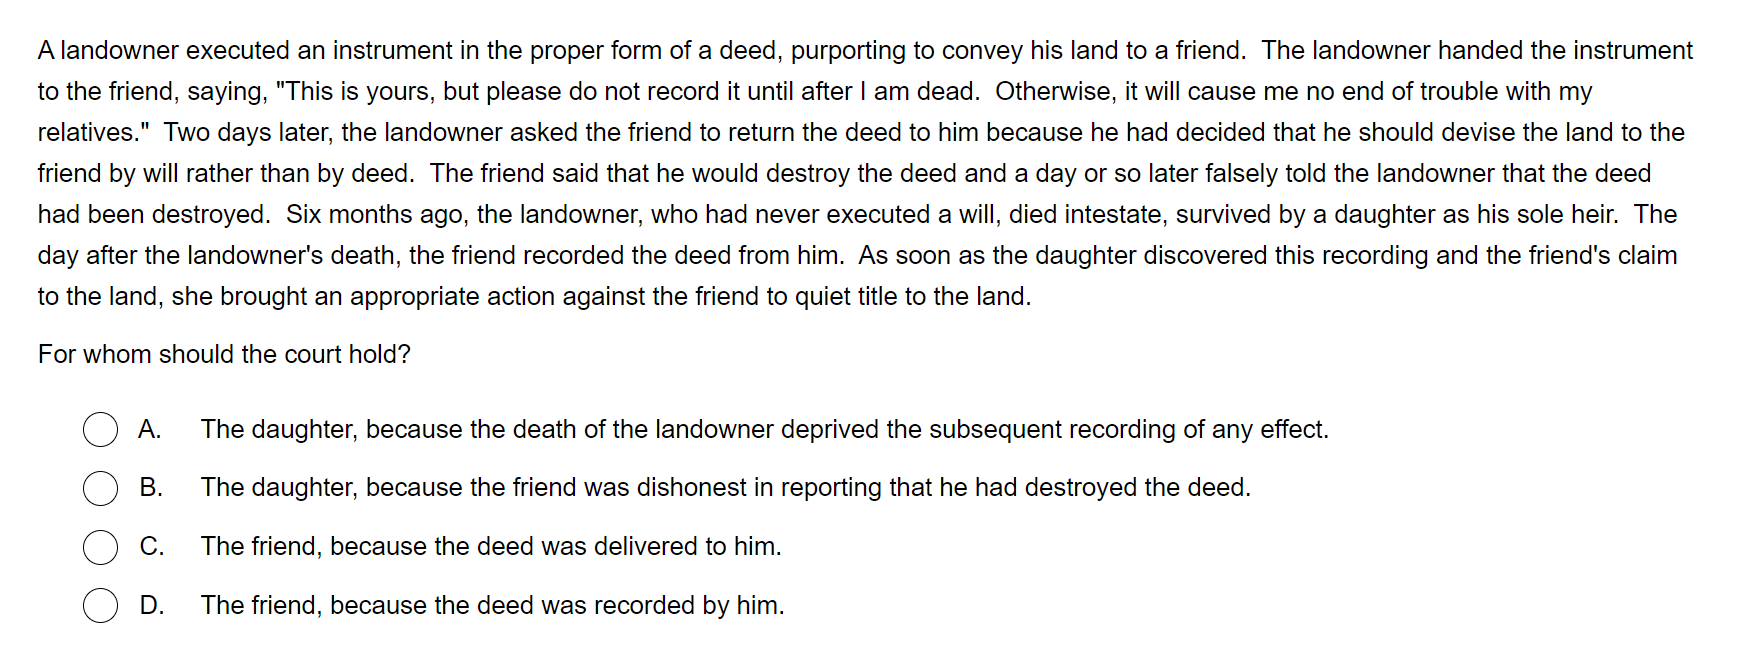 A landowner executed an instrument in the proper form of a deed, purporting to convey his land to a friend.  The landowner handed the instrument
to the friend, saying, "This is yours, but please do not record it until after I am dead.  Otherwise, it will cause me no end of trouble with my
relatives."  Two days later, the landowner asked the friend to return the deed to him because he had decided that he should devise the land to the
friend by will rather than by deed.  The friend said that he would destroy the deed and a day or so later falsely told the landowner that the deed
had been destroyed.  Six months ago, the landowner, who had never executed a will, died intestate, survived by a daughter as his sole heir.  The
day after the landowner's death, the friend recorded the deed from him.  As soon as the daughter discovered this recording and the friend's claim
to the land, she brought an appropriate action against the friend to quiet title to the land.
For whom should the court hold?
A. The daughter, because the death of the landowner deprived the subsequent recording of any effect.
B. The daughter, because the friend was dishonest in reporting that he had destroyed the deed.
C. The friend, because the deed was delivered to him.
D. The friend, because the deed was recorded by him.